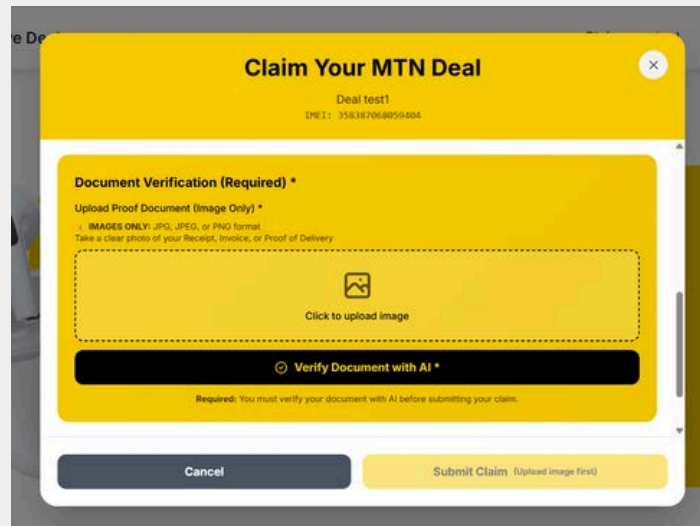 Claim Your MTN Deal
Deal test1
IMEI: 358387068059404
Document Verification (Required) *
Upload Proof Document (Image Only) *
IMAGES ONLY: JPG, JPEG, or PNG format
Take a clear photo of your Receipt, Invoice, or Proof of Delivery
Click to upload image
Verify Document with AI *
Required: You must verify your document with AI before submitting your claim.
Cancel
Submit Claim (Upload image first)